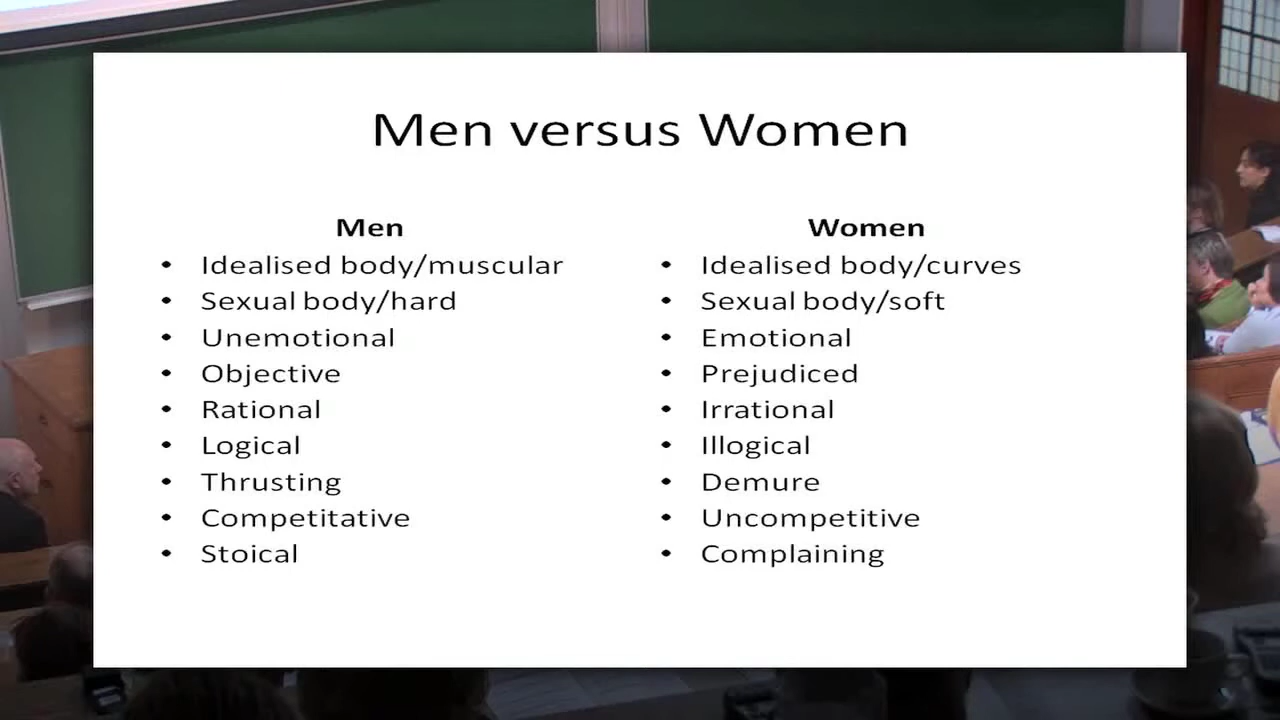 Men versus Women
Men
• Idealised body/muscular
• Sexual body/hard
• Unemotional
• Objective
• Rational
• Logical
• Thrusting
• Competitative
• Stoical
Women
• Idealised body/curves
• Sexual body/soft
• Emotional
• Prejudiced
• Irrational
• Illogical
• Demure
• Uncompetitive
• Complaining